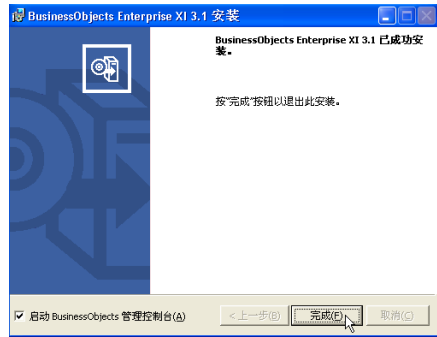 BusinessObjects Enterprise XI 3.1 安装
BusinessObjects Enterprise XI 3.1 已成功安
装。
按"完成"按钮以退出此安装。
启动 BusinessObjects 管理控制台(A)
<上一步(B)
完成(F)
取消(C)